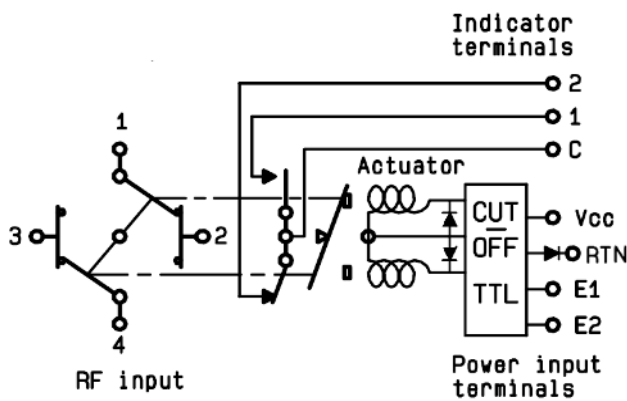 Indicator
terminals
2
1
1
C
Actuator
3
2
CUT
OFF
TTL
Vcc
RTN
E1
E2
4
RF input
Power input
terminals